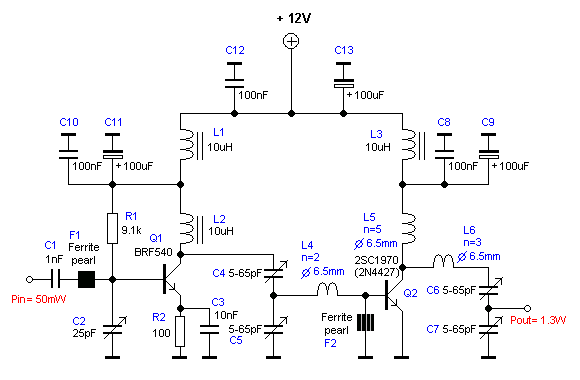 + 12V
C12
100nF
C13
+ 100uF
C10
100nF
C11
+ 100uF
L1
10uH
L3
10uH
C8
100nF
C9
+ 100uF
R1
9.1k
L2
10uH
L5
n=5
ø 6.5mm
L6
n=3
ø 6.5mm
Q1
BRF540
F1
Ferrite
pearl
C1
1nF
L4
n=2
ø 6.5mm
2SC1970
(2N4427)
Q2
C4 5-65pF
C6 5-65pF
Pin= 50mW
C2
25pF
R2
100
C3
10nF
5-65pF
C5
Ferrite
pearl
F2
C7 5-65pF
Pout= 1.3W